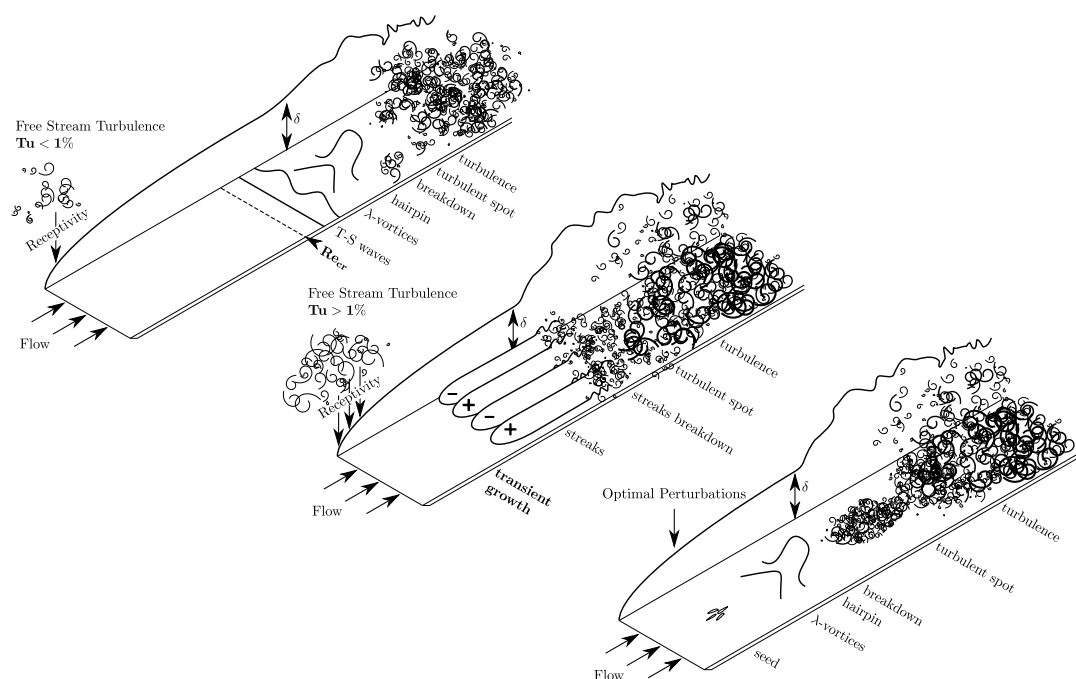 Free Stream Turbulence
Tu < 1%
Receptivity
Flow
δ
turbulence
turbulent spot
breakdown
hairpin
λ-vortices
T-S waves
Re_cr
Free Stream Turbulence
Tu > 1%
Receptivity
Flow
δ
−
+
−
+
turbulence
turbulent spot
streaks breakdown
streaks
transient
growth
Optimal Perturbations
Flow
δ
turbulence
turbulent spot
breakdown
hairpin
λ-vortices
seed